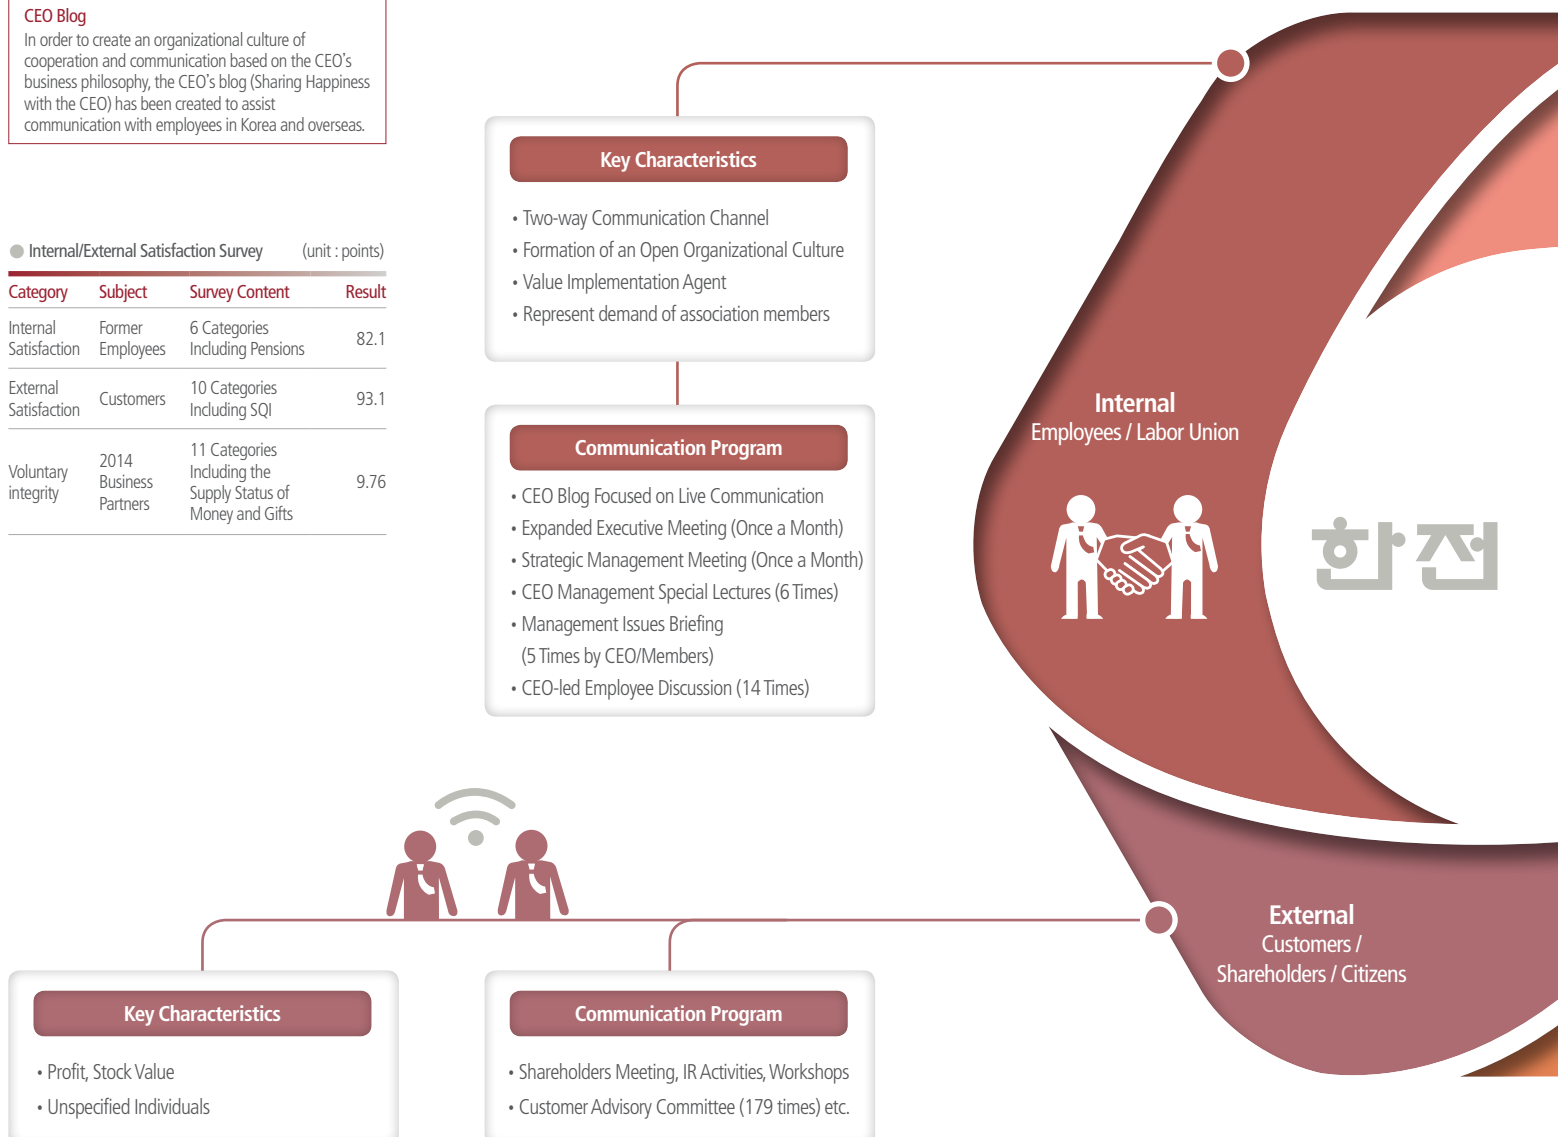 CEO Blog
In order to create an organizational culture of
cooperation and communication based on the CEO's
business philosophy, the CEO's blog (Sharing Happiness
with the CEO) has been created to assist
communication with employees in Korea and overseas.
Internal/External Satisfaction Survey (unit : points)
Category Subject Survey Content Result
Internal Satisfaction Former Employees 6 Categories Including Pensions 82.1
External Satisfaction Customers 10 Categories Including SQI 93.1
Voluntary integrity 2014 Business Partners 11 Categories Including the Supply Status of Money and Gifts 9.76
Key Characteristics
• Two-way Communication Channel
• Formation of an Open Organizational Culture
• Value Implementation Agent
• Represent demand of association members
Communication Program
• CEO Blog Focused on Live Communication
• Expanded Executive Meeting (Once a Month)
• Strategic Management Meeting (Once a Month)
• CEO Management Special Lectures (6 Times)
• Management Issues Briefing
(5 Times by CEO/Members)
• CEO-led Employee Discussion (14 Times)
Internal
Employees / Labor Union
한전
External
Customers /
Shareholders / Citizens
Key Characteristics
• Profit, Stock Value
• Unspecified Individuals
Communication Program
• Shareholders Meeting, IR Activities, Workshops
• Customer Advisory Committee (179 times) etc.